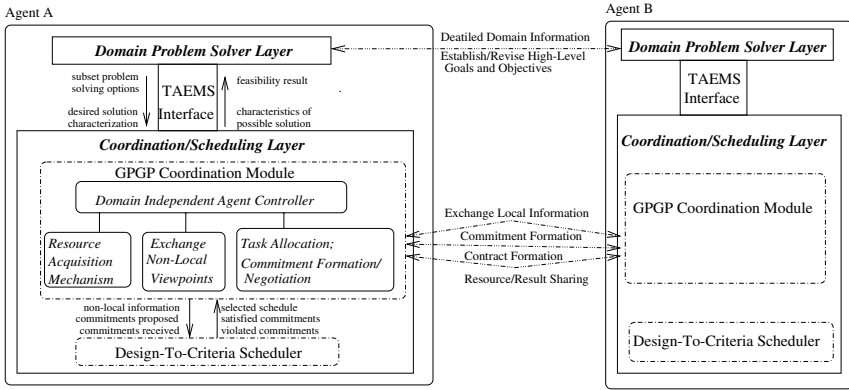 Agent A
Domain Problem Solver Layer
subset problem
solving options
desired solution
characterization
TAEMS
Interface
feasibility result
characteristics of
possible solution
Coordination/Scheduling Layer
GPGP Coordination Module
Domain Independent Agent Controller
Resource
Acquisition
Mechanism
Exchange
Non-Local
Viewpoints
Task Allocation;
Commitment Formation/
Negotiation
non-local information
commitments proposed
commitments received
selected schedule
satisfied commitments
violated commitments
Design-To-Criteria Scheduler
Deatiled Domain Information
Establish/Revise High-Level
Goals and Objectives
Exchange Local Information
Commitment Formation
Contract Formation
Resource/Result Sharing
Agent B
Domain Problem Solver Layer
TAEMS
Interface
Coordination/Scheduling Layer
GPGP Coordination Module
Design-To-Criteria Scheduler